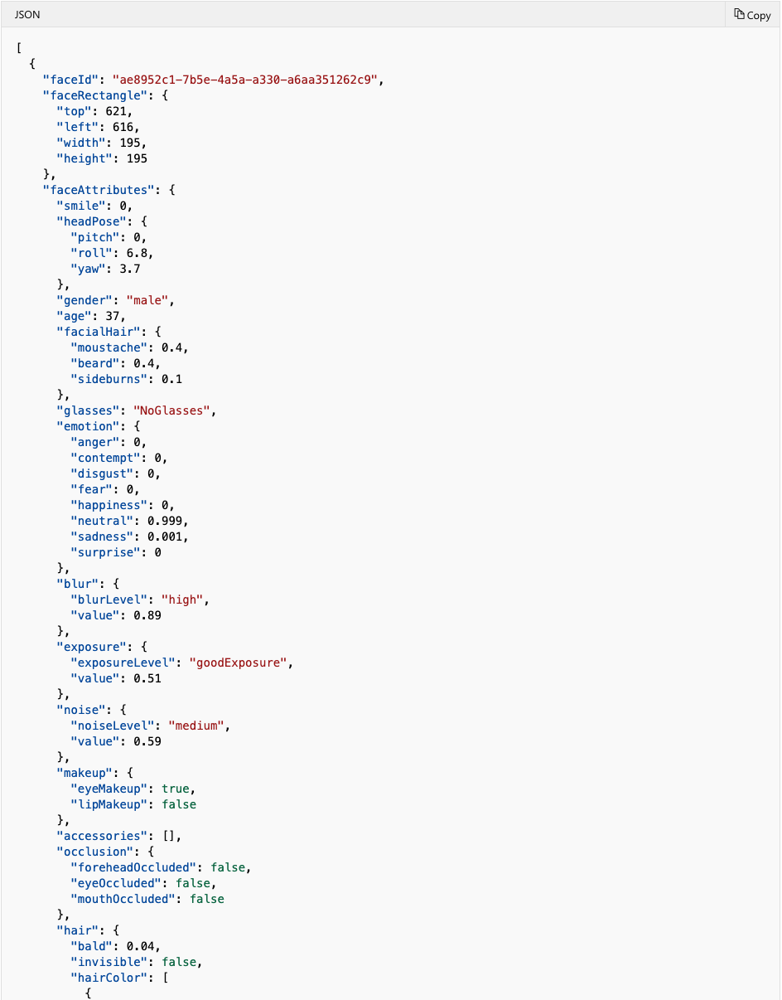 JSON
Copy
[
  {
    "faceId": "ae8952c1-7b5e-4a5a-a330-a6aa351262c9",
    "faceRectangle": {
      "top": 621,
      "left": 616,
      "width": 195,
      "height": 195
    },
    "faceAttributes": {
      "smile": 0,
      "headPose": {
        "pitch": 0,
        "roll": 6.8,
        "yaw": 3.7
      },
      "gender": "male",
      "age": 37,
      "facialHair": {
        "moustache": 0.4,
        "beard": 0.4,
        "sideburns": 0.1
      },
      "glasses": "NoGlasses",
      "emotion": {
        "anger": 0,
        "contempt": 0,
        "disgust": 0,
        "fear": 0,
        "happiness": 0,
        "neutral": 0.999,
        "sadness": 0.001,
        "surprise": 0
      },
      "blur": {
        "blurLevel": "high",
        "value": 0.89
      },
      "exposure": {
        "exposureLevel": "goodExposure",
        "value": 0.51
      },
      "noise": {
        "noiseLevel": "medium",
        "value": 0.59
      },
      "makeup": {
        "eyeMakeup": true,
        "lipMakeup": false
      },
      "accessories": [],
      "occlusion": {
        "foreheadOccluded": false,
        "eyeOccluded": false,
        "mouthOccluded": false
      },
      "hair": {
        "bald": 0.04,
        "invisible": false,
        "hairColor": [
          {